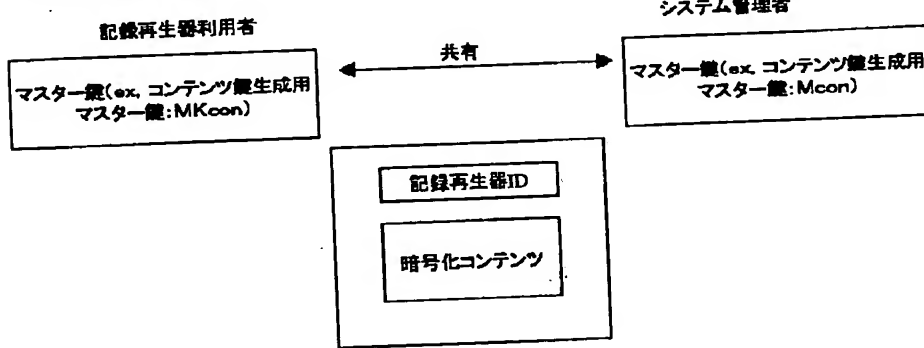 記録再生器利用者
システム管理者
共有
マスター鍵(ex, コンテンツ鍵生成用
マスター鍵:MKcon)
マスター鍵(ex, コンテンツ鍵生成用
マスター鍵:Mcon)
記録再生器ID
暗号化コンテンツ